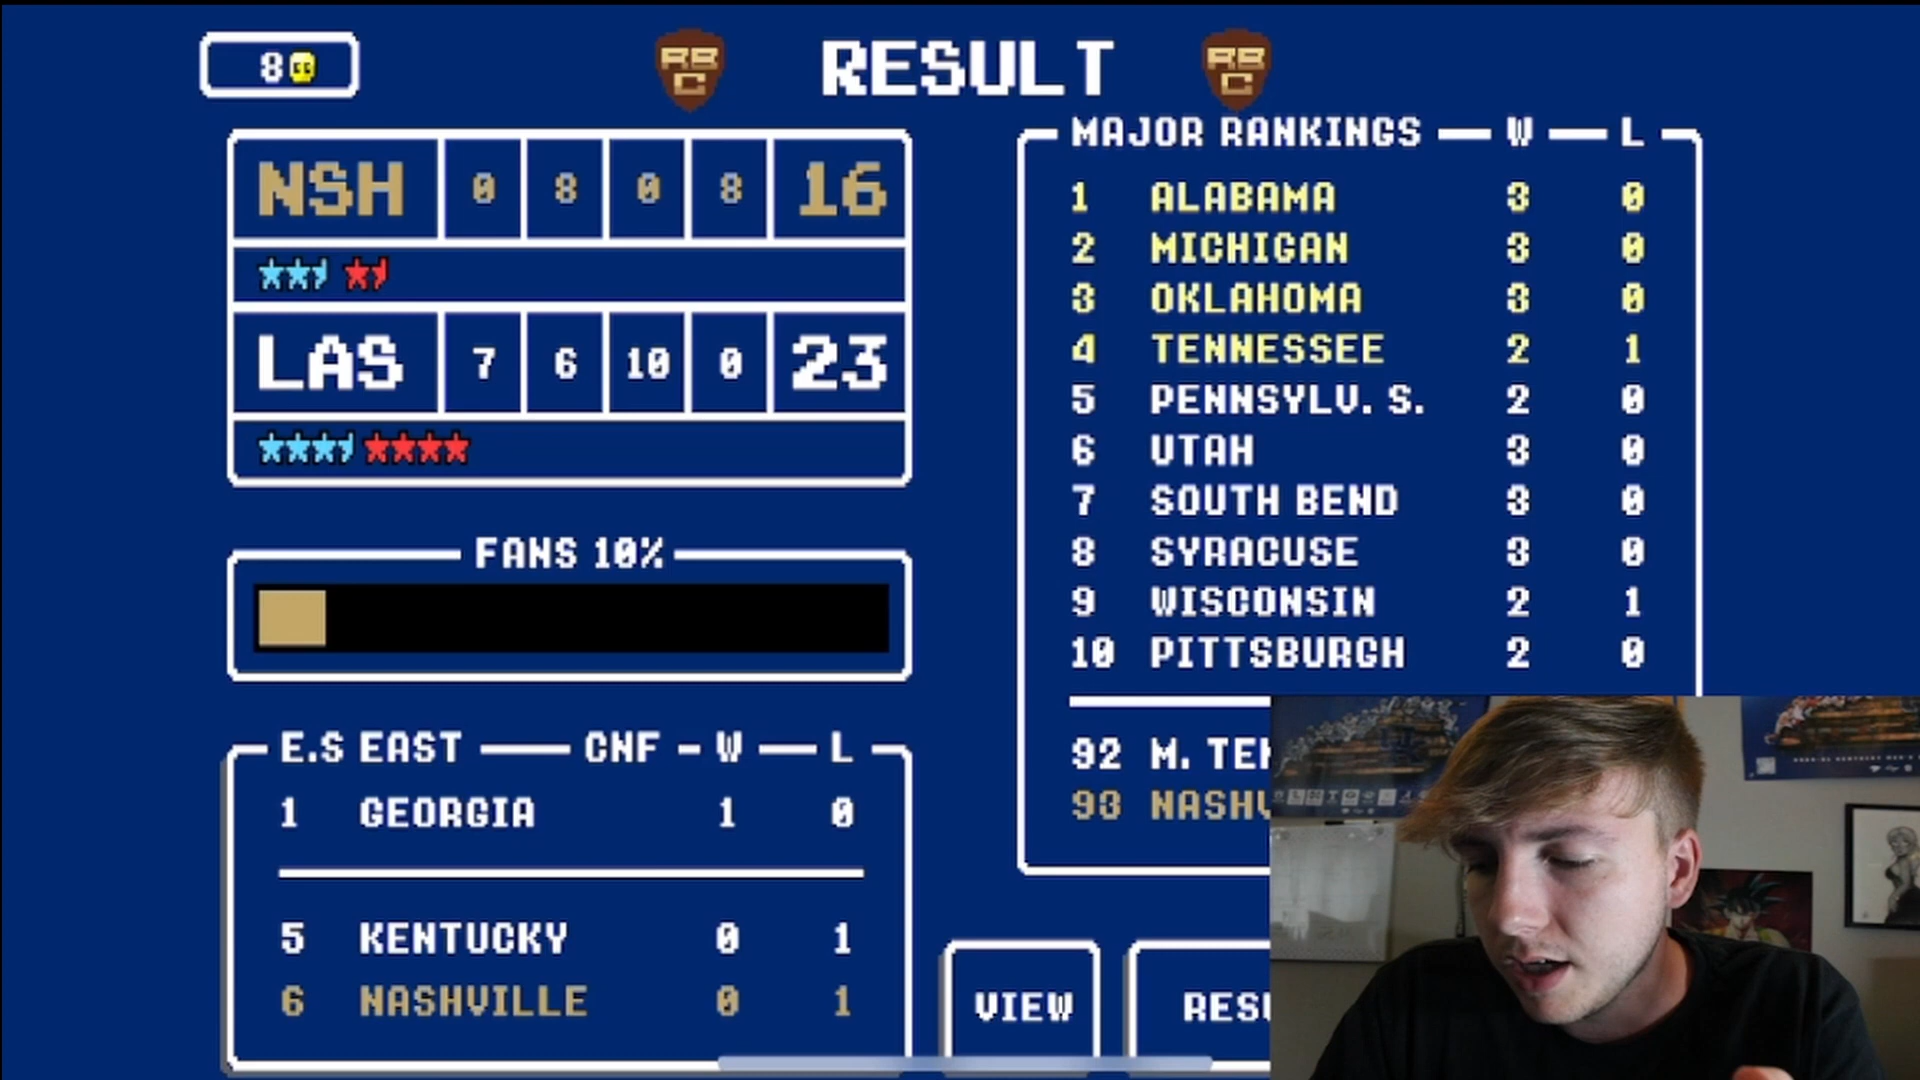 8
RBC
RESULT
RBC
NSH 0 8 0 8 16
LAS 7 6 10 0 23
FANS 10%
E.S EAST CNF W L
1 GEORGIA 1 0
5 KENTUCKY 0 1
6 NASHVILLE 0 1
MAJOR RANKINGS W L
1 ALABAMA 3 0
2 MICHIGAN 3 0
3 OKLAHOMA 3 0
4 TENNESSEE 2 1
5 PENNSYLV. S. 2 0
6 UTAH 3 0
7 SOUTH BEND 3 0
8 SYRACUSE 3 0
9 WISCONSIN 2 1
10 PITTSBURGH 2 0
92 M. TEN
93 NASHV
VIEW
RESU